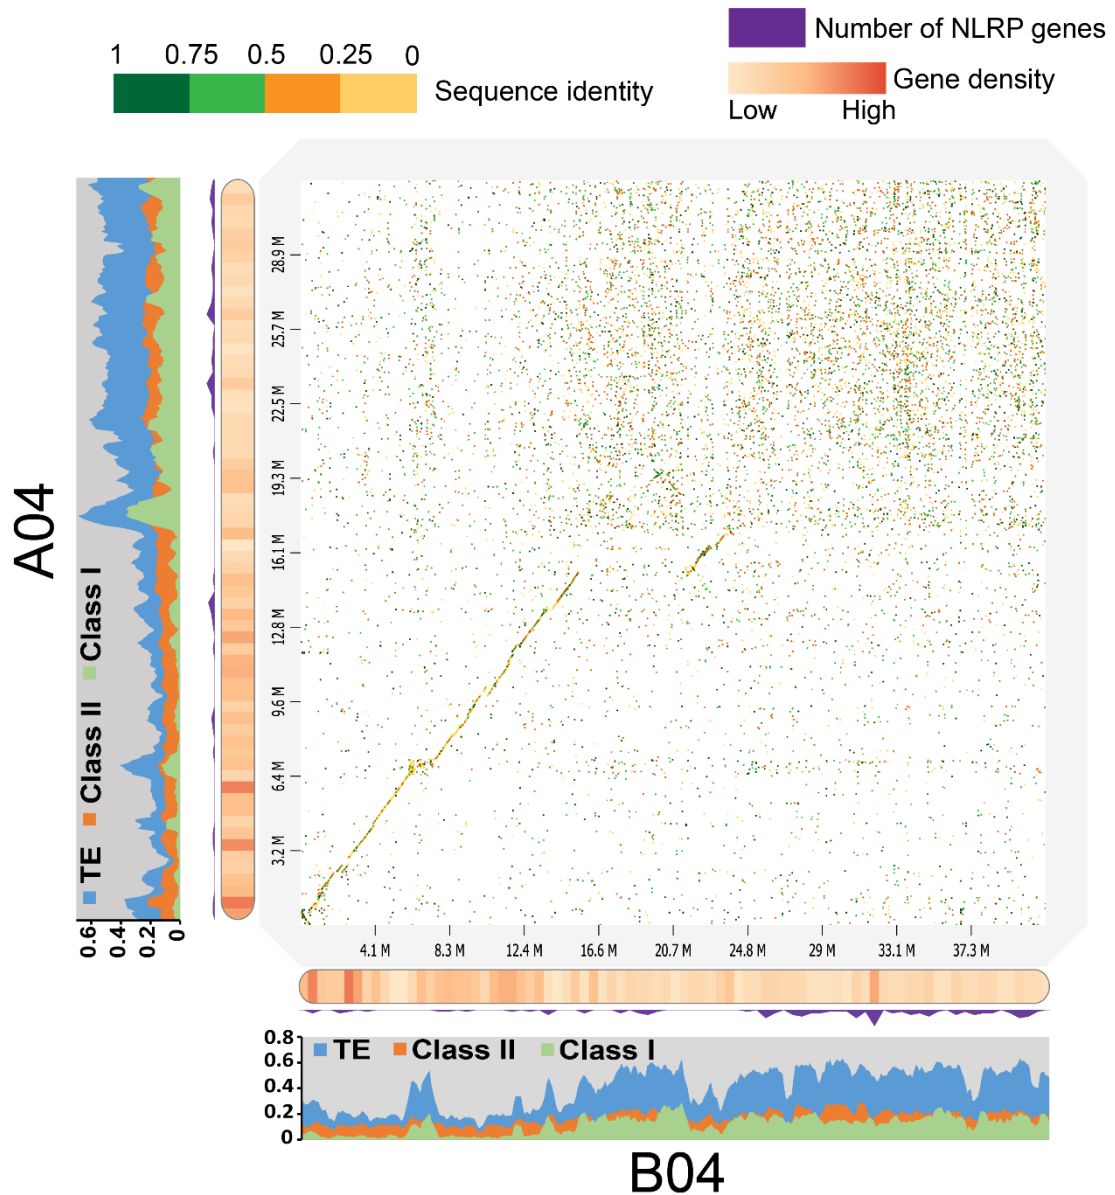 1 0.75 0.5 0.25 0
Sequence identity
Number of NLRP genes
Gene density
Low High
A04
TE Class II Class I
0.6 0.4 0.2 0
28.9 M
25.7 M
22.5 M
19.3 M
16.1 M
12.8 M
9.6 M
6.4 M
3.2 M
4.1 M 8.3 M 12.4 M 16.6 M 20.7 M 24.8 M 29 M 33.1 M 37.3 M
0.8
0.6
0.4
0.2
0
TE Class II Class I
B04